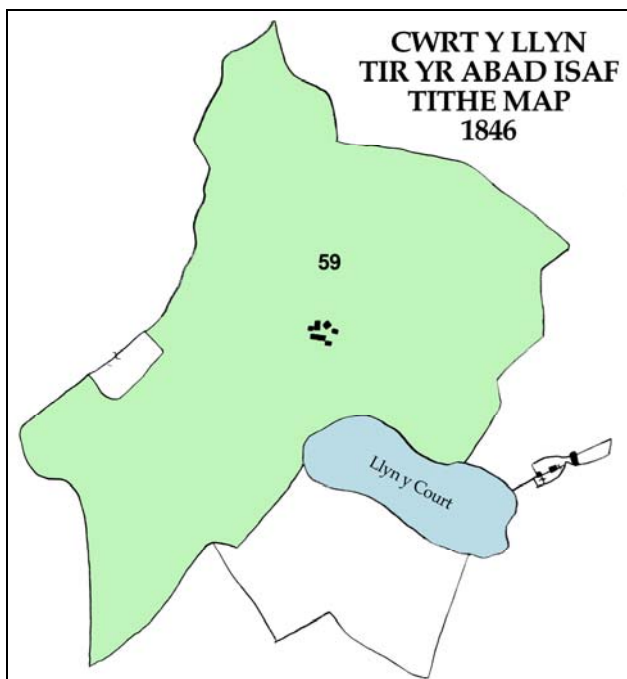 CWRT Y LLYN
TIR YR ABAD ISAF
TITHE MAP
1846
59
Llyn y Court